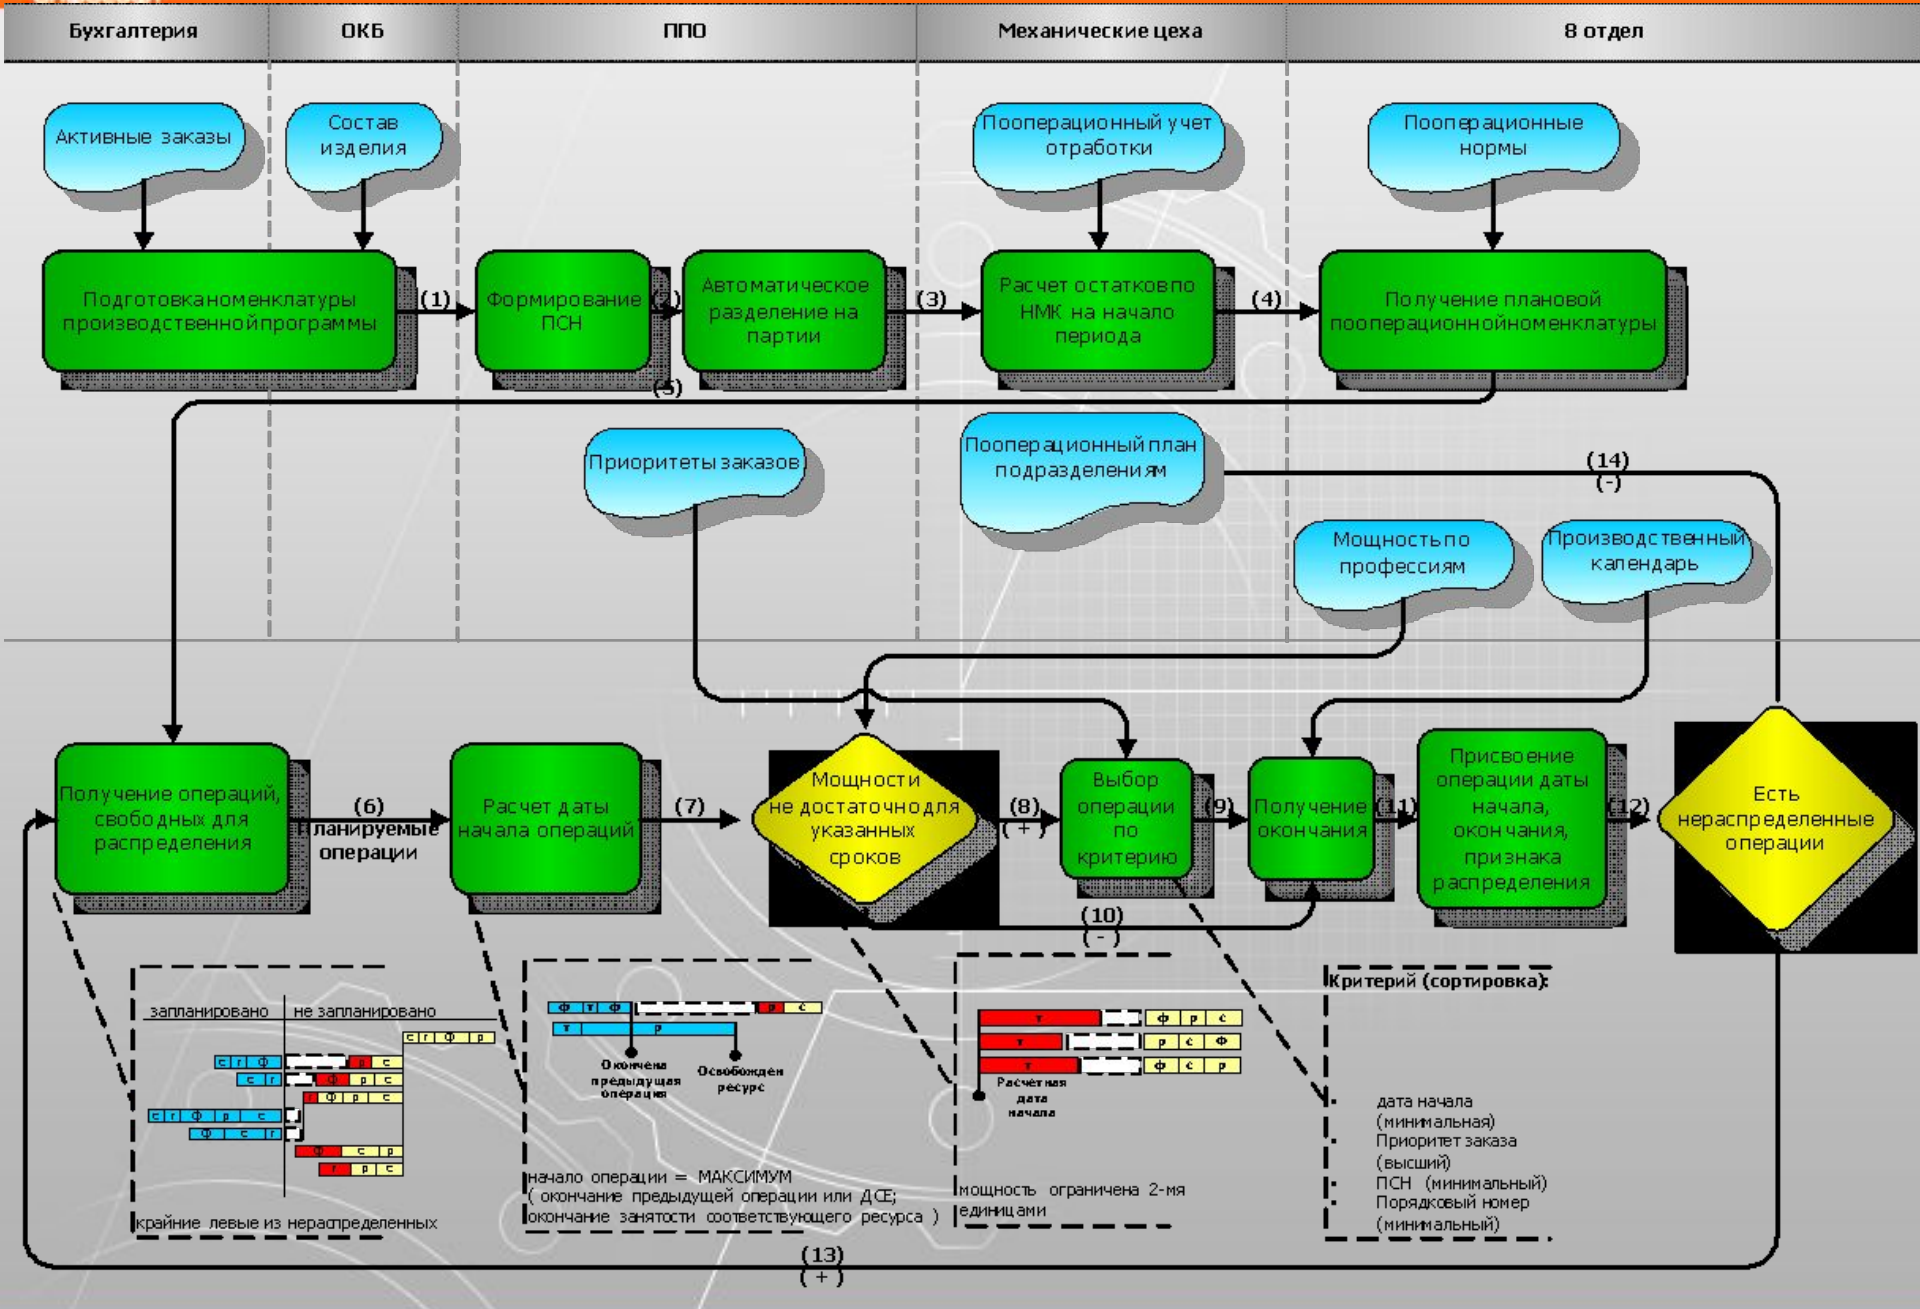 Бухгалтерия
ОКБ
ППО
Механические цеха
8 отдел
Активные заказы
Состав
изделия
Пооперационный учет
отработки
Пооперационные
нормы
Подготовка номенклатуры
производственной программы
(1)
Формирование
ПСН
(2)
Автоматическое
разделение на
партии
(3)
Расчет остатков по
НМК на начало
периода
(4)
Получение плановой
пооперационной номенклатуры
(5)
Приоритеты заказов
Пооперационный план
подразделениям
(14)
(-)
Мощность по
профессиям
Производственный
календарь
Получение операций,
свободных для
распределения
(6)
Планируемые
операции
Расчет даты
начала операций
(7)
Мощности
не достаточно для
указанных
сроков
(8)
( + )
Выбор
операции
по
критерию
(9)
Получение
окончания
(10)
( - )
(11)
Присвоение
операции даты
начала,
окончания,
признака
распределения
(12)
Есть
нераспределенные
операции
запланировано
не запланировано
с г Ф р
с г Ф р с
с г Ф р с
г Ф р с
с г Ф р с
Ф с г
Ф с р
т р с
крайние левые из нераспределенных
ф т ф р с
т р
Окончена
предыдущая
операция
Освобожден
ресурс
начало операции = МАКСИМУМ
( окончание предыдущей операции или ДСЕ;
окончание занятости соответствующего ресурса )
т ф р с
т р с Ф
т ф с р
Расчетная
дата
начала
мощность ограничена 2-мя
единицами
Критерий (сортировка):
• дата начала
(минимальная)
• Приоритет заказа
(высший)
• ПСН (минимальный)
• Порядковый номер
(минимальный)
(13)
( + )